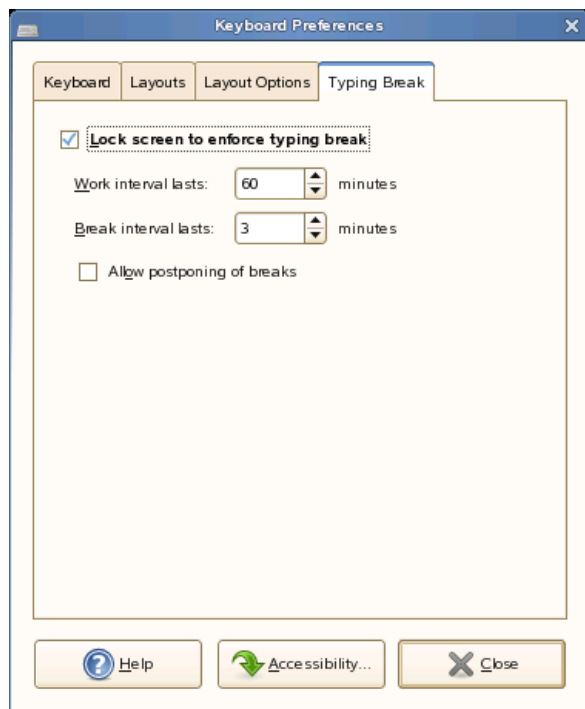 Keyboard Preferences
Keyboard Layouts Layout Options Typing Break
Lock screen to enforce typing break
Work interval lasts: 60 minutes
Break interval lasts: 3 minutes
Allow postponing of breaks
Help Accessibility... Close